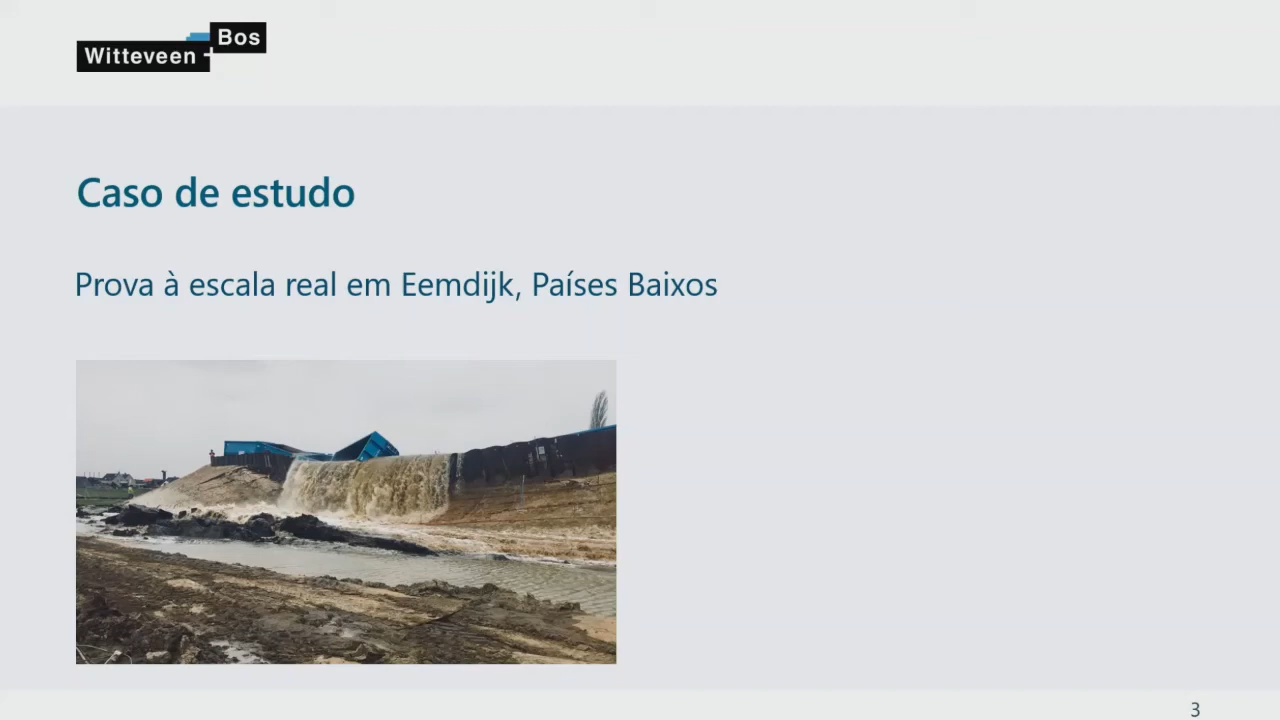 Witteveen + Bos
Caso de estudo
Prova à escala real em Eemdijk, Países Baixos
3